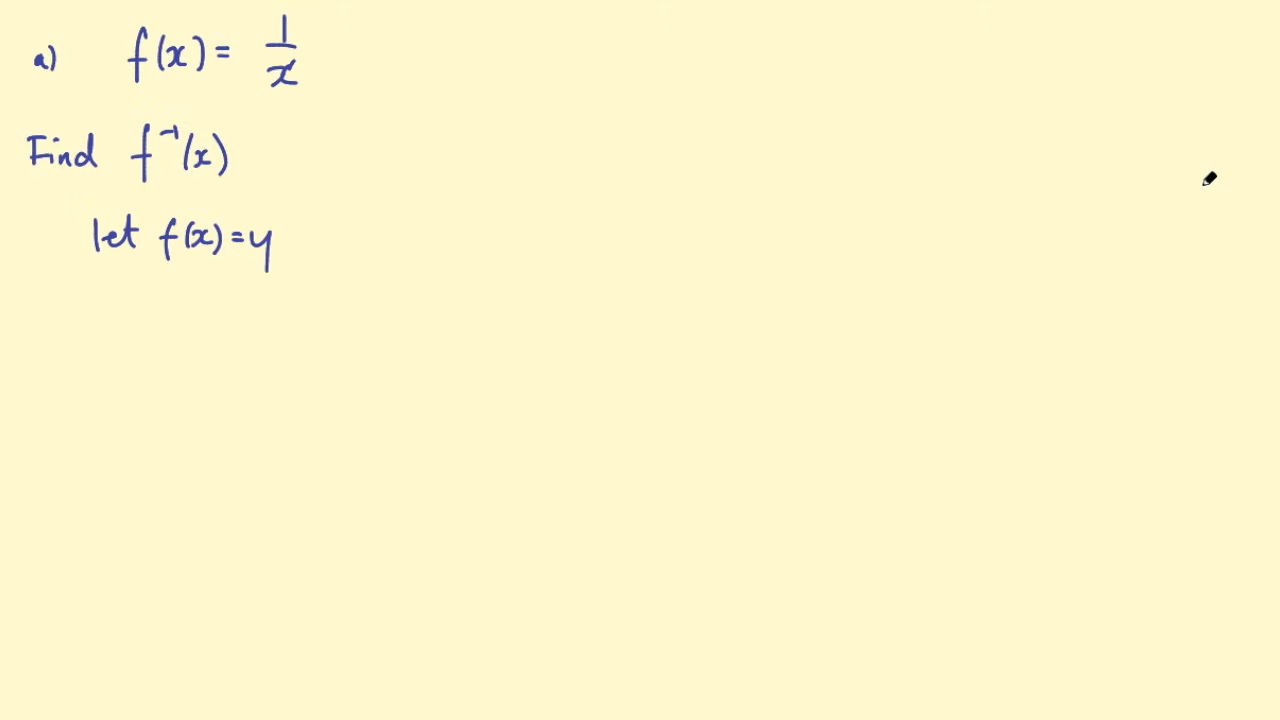 a) f(x) = 1/x
Find f⁻¹(x)
let f(x) = y